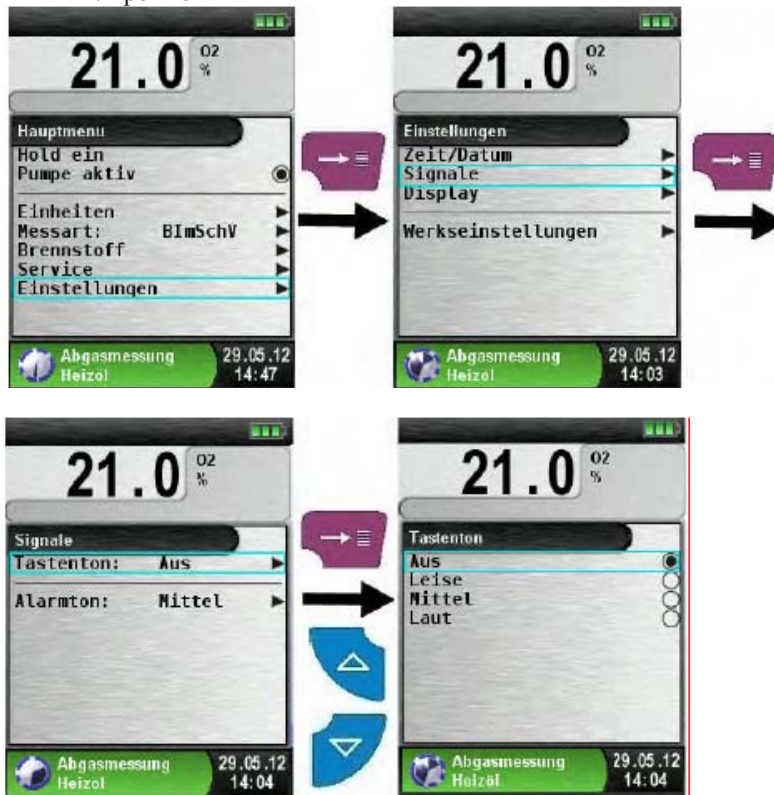 21.0 O2 %
Hauptmenu
Hold ein
Pumpe aktiv
Einheiten
Messart: BImSchV
Brennstoff
Service
Einstellungen
Abgasmessung 29.05.12
Heizol 14:47
21.0 O2 %
Einstellungen
Zeit/Datum
Signale
Display
Werkseinstellungen
Abgasmessung 29.05.12
Heizol 14:03
21.0 O2 %
Signale
Tastenton: Aus
Alarmton: Mittel
Abgasmessung 29.05.12
Heizol 14:04
21.0 O2 %
Tastenton
Aus
Leise
Mittel
Laut
Abgasmessung 29.05.12
Heizöl 14:04